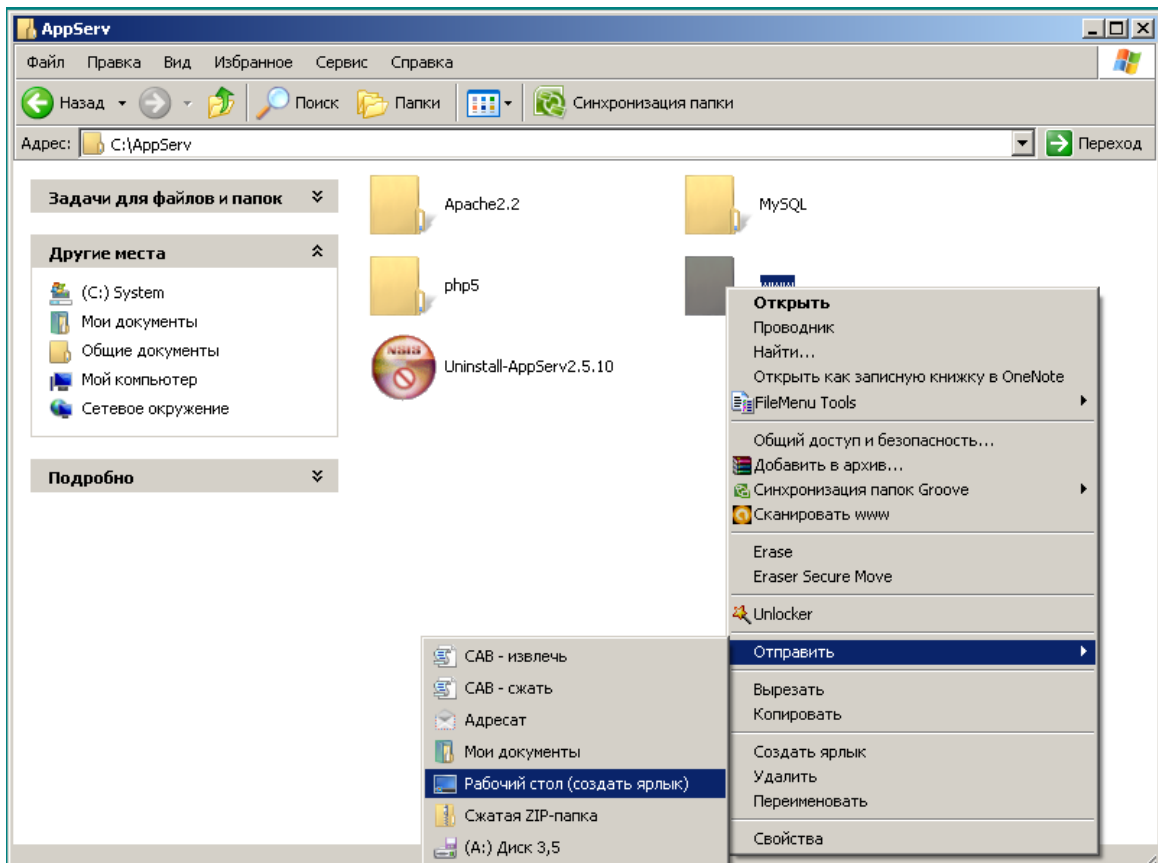 AppServ
Файл Правка Вид Избранное Сервис Справка
Назад Поиск Папки Синхронизация папки
Адрес: C:\AppServ Переход
Задачи для файлов и папок
Другие места
(C:) System
Мои документы
Общие документы
Мой компьютер
Сетевое окружение
Подробно
Apache2.2
MySQL
php5
www
NSIS
Uninstall-AppServ2.5.10
Открыть
Проводник
Найти...
Открыть как записную книжку в OneNote
FileMenu Tools
Общий доступ и безопасность...
Добавить в архив...
Синхронизация папок Groove
Сканировать www
Erase
Eraser Secure Move
Unlocker
Отправить
Вырезать
Копировать
Создать ярлык
Удалить
Переименовать
Свойства
CAB - извлечь
CAB - сжать
Адресат
Мои документы
Рабочий стол (создать ярлык)
Сжатая ZIP-папка
(A:) Диск 3,5